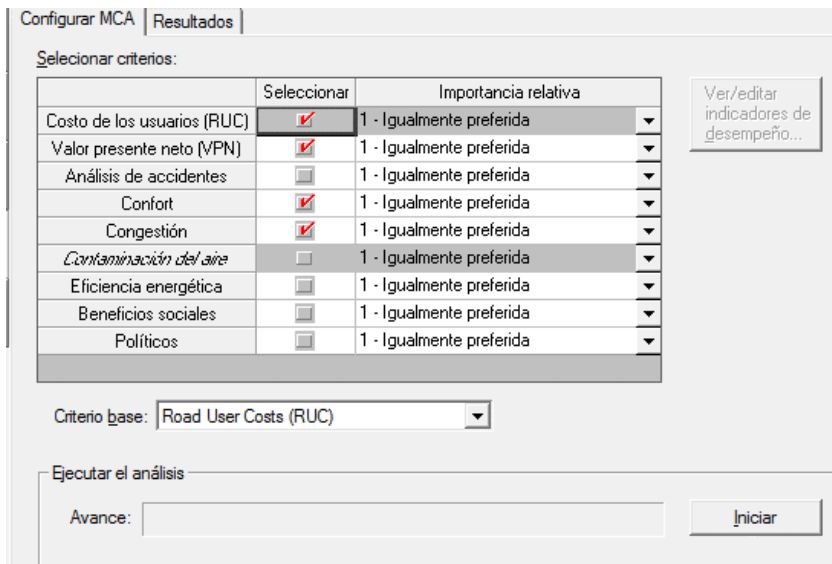 Configurar MCA Resultados
Selecionar criterios:
Seleccionar Importancia relativa
Costo de los usuarios (RUC) 1 - Igualmente preferida
Valor presente neto (VPN) 1 - Igualmente preferida
Análisis de accidentes 1 - Igualmente preferida
Confort 1 - Igualmente preferida
Congestión 1 - Igualmente preferida
Contaminación del aire 1 - Igualmente preferida
Eficiencia energética 1 - Igualmente preferida
Beneficios sociales 1 - Igualmente preferida
Políticos 1 - Igualmente preferida
Ver/editar
indicadores de
desempeño...
Criterio base: Road User Costs (RUC)
Ejecutar el análisis
Avance: Iniciar